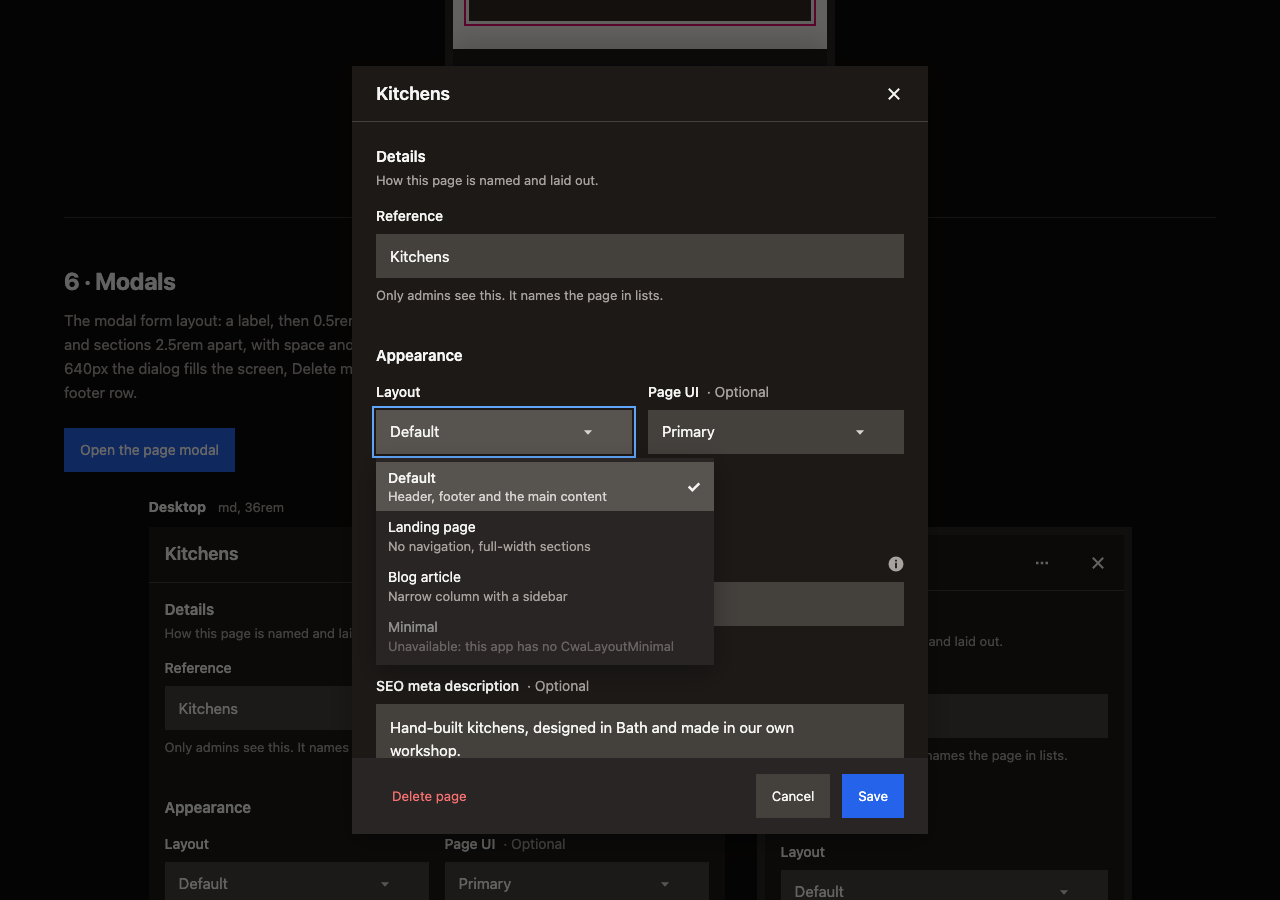 Kitchens
Details
How this page is named and laid out.
Reference
Kitchens
Only admins see this. It names the page in lists.
Appearance
Layout
Page UI · Optional
Default
Primary
Default
Header, footer and the main content
Landing page
No navigation, full-width sections
Blog article
Narrow column with a sidebar
Minimal
Unavailable: this app has no CwaLayoutMinimal
SEO meta description · Optional
Hand-built kitchens, designed in Bath and made in our own
workshop.
Delete page
Cancel
Save
6 · Modals
The modal form layout: a label, then 0.5rem
and sections 2.5rem apart, with space and
640px the dialog fills the screen, Delete
footer row.
Open the page modal
Desktop md, 36rem
Kitchens
Details
How this page is named and
Reference
Kitchens
Only admins see this. It names
Appearance
Layout
Page UI · Optional
Default
Primary
and laid out.
names the page in lists.
Layout
Default